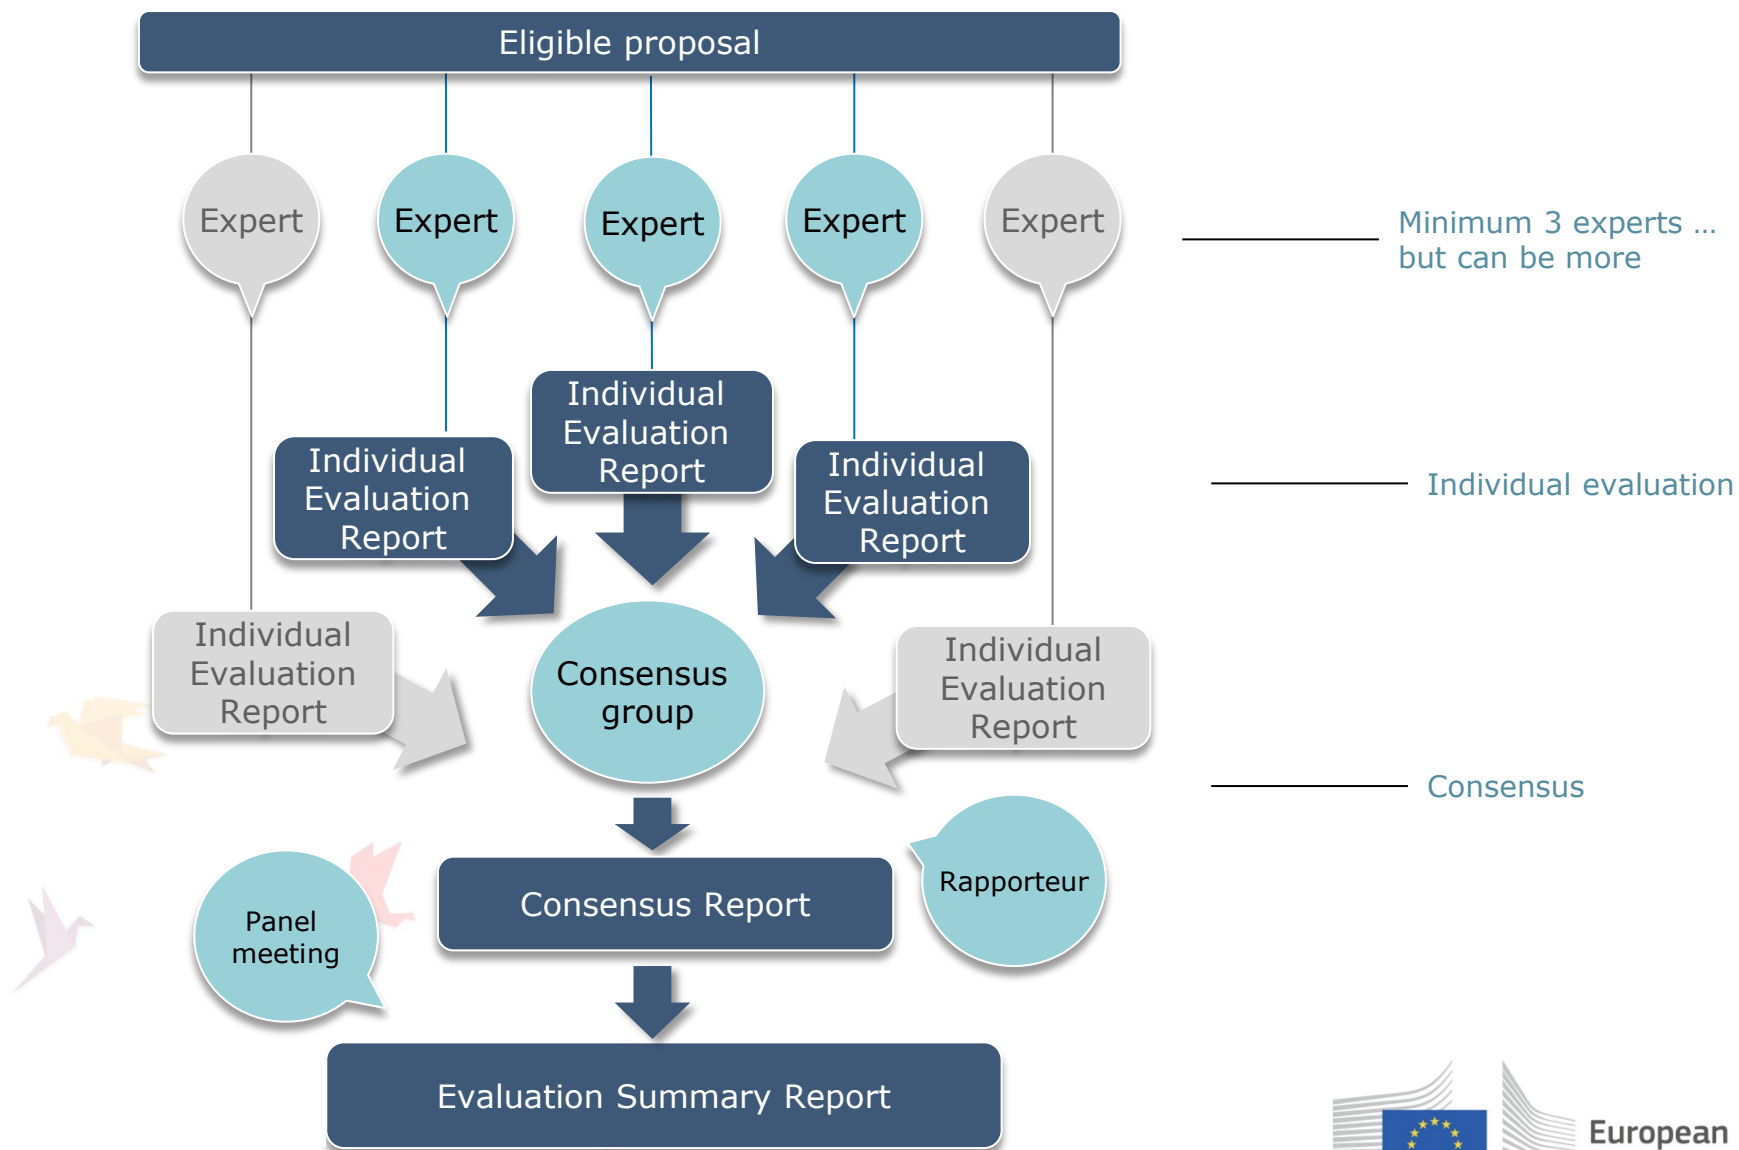 Eligible proposal
Expert
Expert
Expert
Expert
Expert
Minimum 3 experts …
but can be more
Individual
Evaluation
Report
Individual
Evaluation
Report
Individual
Evaluation
Report
Individual evaluation
Individual
Evaluation
Report
Consensus
group
Individual
Evaluation
Report
Consensus
Rapporteur
Consensus Report
Panel
meeting
Evaluation Summary Report
European